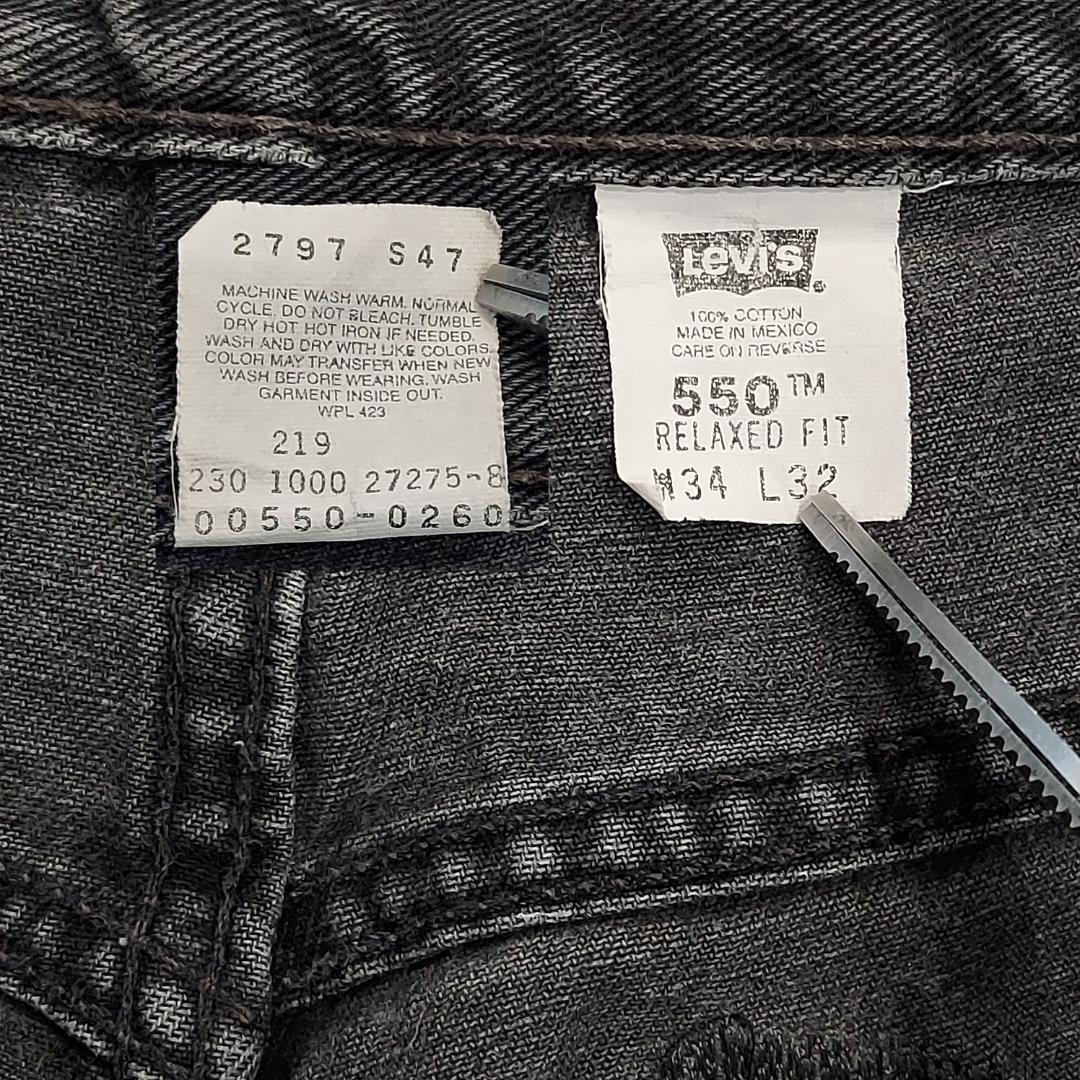 2797 S47
MACHINE WASH WARM. NORMAL
CYCLE. DO NOT BLEACH. TUMBLE
DRY HOT HOT IRON IF NEEDED.
WASH AND DRY WITH LIKE COLORS.
COLOR MAY TRANSFER WHEN NEW
WASH BEFORE WEARING. WASH
GARMENT INSIDE OUT.
WPL 423
219
230 1000 27275-8
00550-0260
Levi's
100% COTTON
MADE IN MEXICO
CARE ON REVERSE
550™
RELAXED FIT
W34 L32